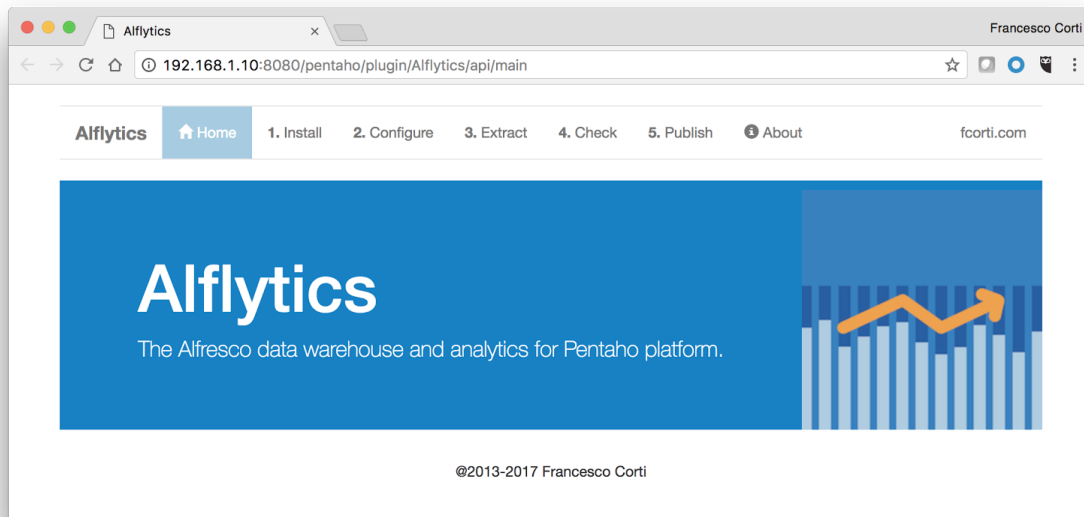 Alflytics
Francesco Corti
192.168.1.10:8080/pentaho/plugin/Alflytics/api/main
Alflytics Home 1. Install 2. Configure 3. Extract 4. Check 5. Publish About fcorti.com
Alflytics
The Alfresco data warehouse and analytics for Pentaho platform.
@2013-2017 Francesco Corti